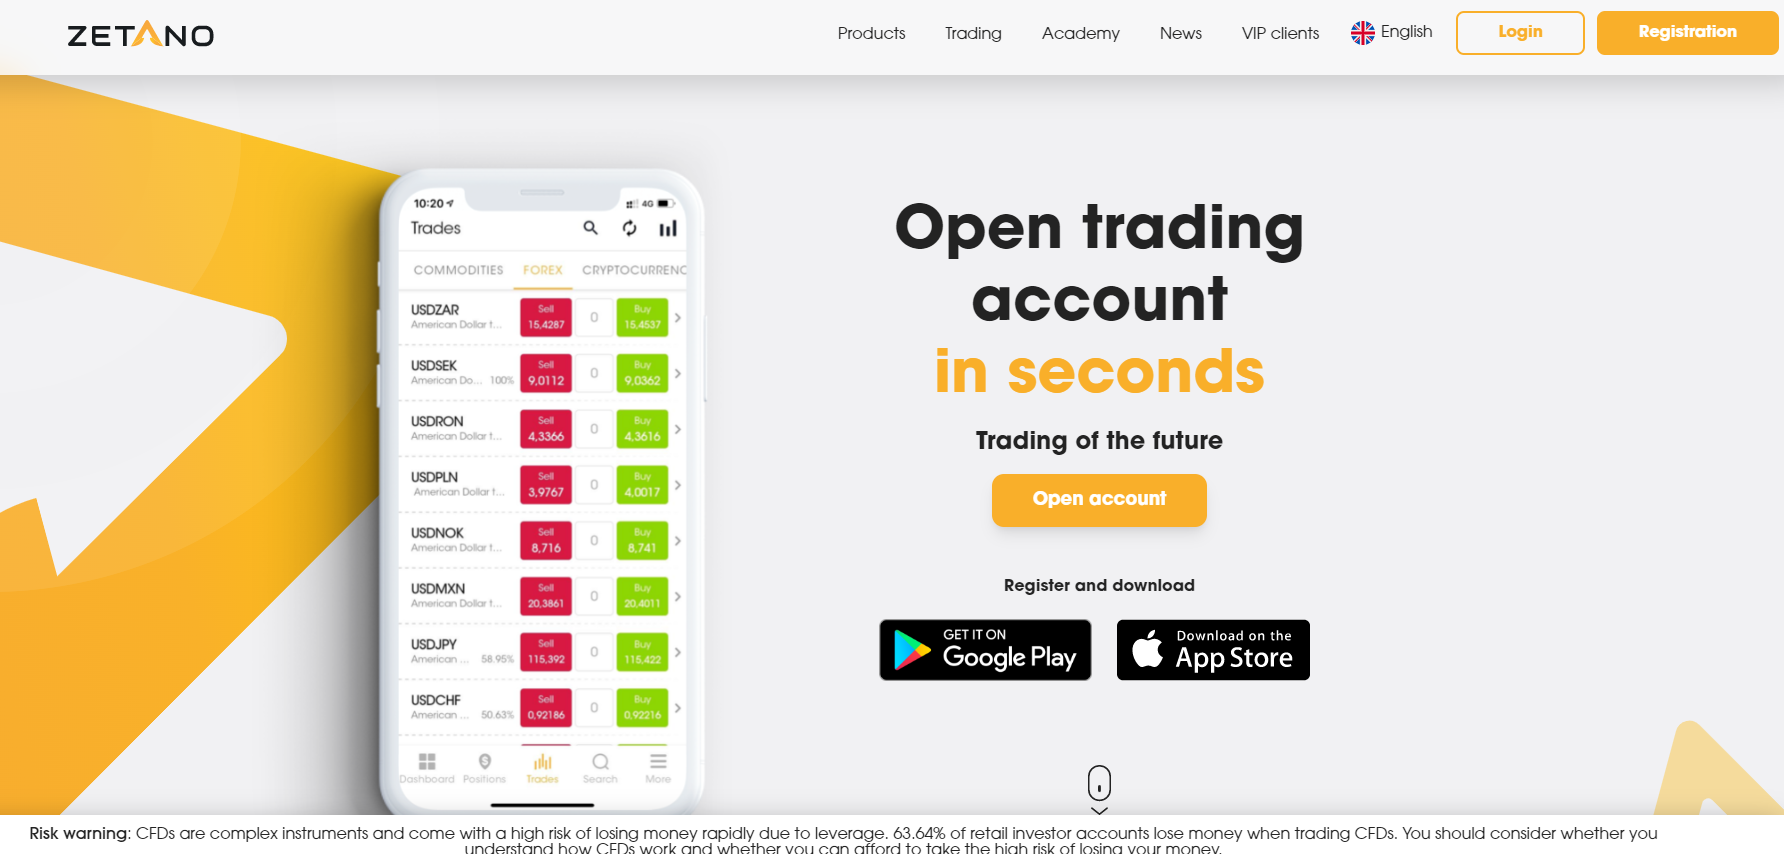 ZETANO
Products Trading Academy News VIP clients English Login Registration
10:20 4G
Trades
COMMODITIES FOREX CRYPTOCURRENC
USDZAR Sell 0 Buy
American Dollar t... 15,4287 15,4537
USDSEK Sell 0 Buy
American Do... 100% 9,0112 9,0362
USDRON Sell 0 Buy
American Dollar t... 4,3366 4,3616
USDPLN Sell 0 Buy
American Dollar t... 3,9767 4,0017
USDNOK Sell 0 Buy
American Dollar t... 8,716 8,741
USDMXN Sell 0 Buy
American Dollar t... 20,3861 20,4011
USDJPY Sell 0 Buy
American ... 58.95% 115,392 115,422
USDCHF Sell 0 Buy
American ... 50.63% 0,92186 0,92216
Dashboard Positions Trades Search More
Open trading
account
in seconds
Trading of the future
Open account
Register and download
GET IT ON
Google Play
Download on the
App Store
Risk warning: CFDs are complex instruments and come with a high risk of losing money rapidly due to leverage. 63.64% of retail investor accounts lose money when trading CFDs. You should consider whether you
understand how CFDs work and whether you can afford to take the high risk of losing your money.